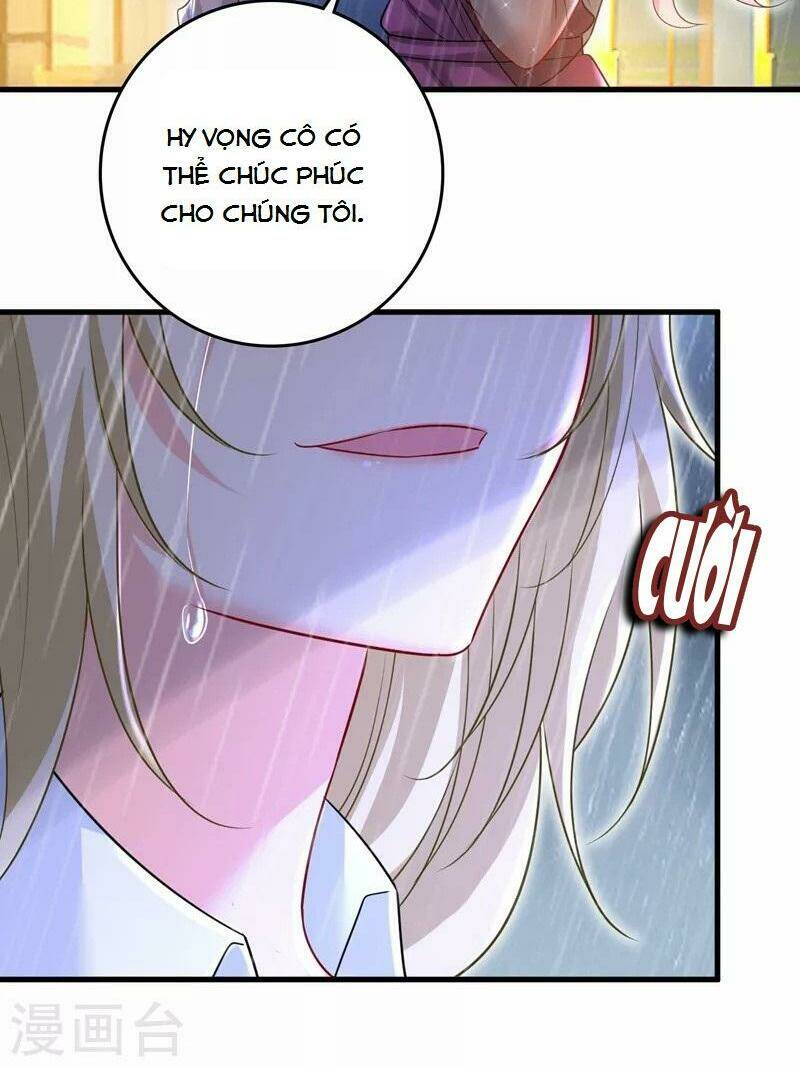 HY VỌNG CÔ CÓ
THỂ CHÚC PHÚC
CHO CHÚNG TÔI.
CƯỜI
漫画台